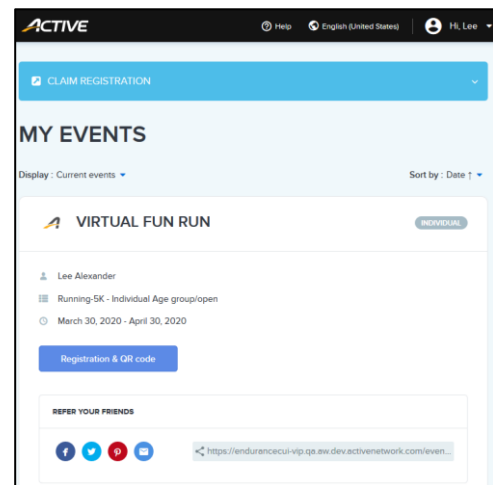 ACTIVE Help English (United States) Hi, Lee
CLAIM REGISTRATION
MY EVENTS
Display : Current events Sort by : Date ↑
VIRTUAL FUN RUN INDIVIDUAL
Lee Alexander
Running-5K - Individual Age group/open
March 30, 2020 - April 30, 2020
Registration & QR code
REFER YOUR FRIENDS
https://endurancecui-vip.qa.aw.dev.activenetwork.com/even...